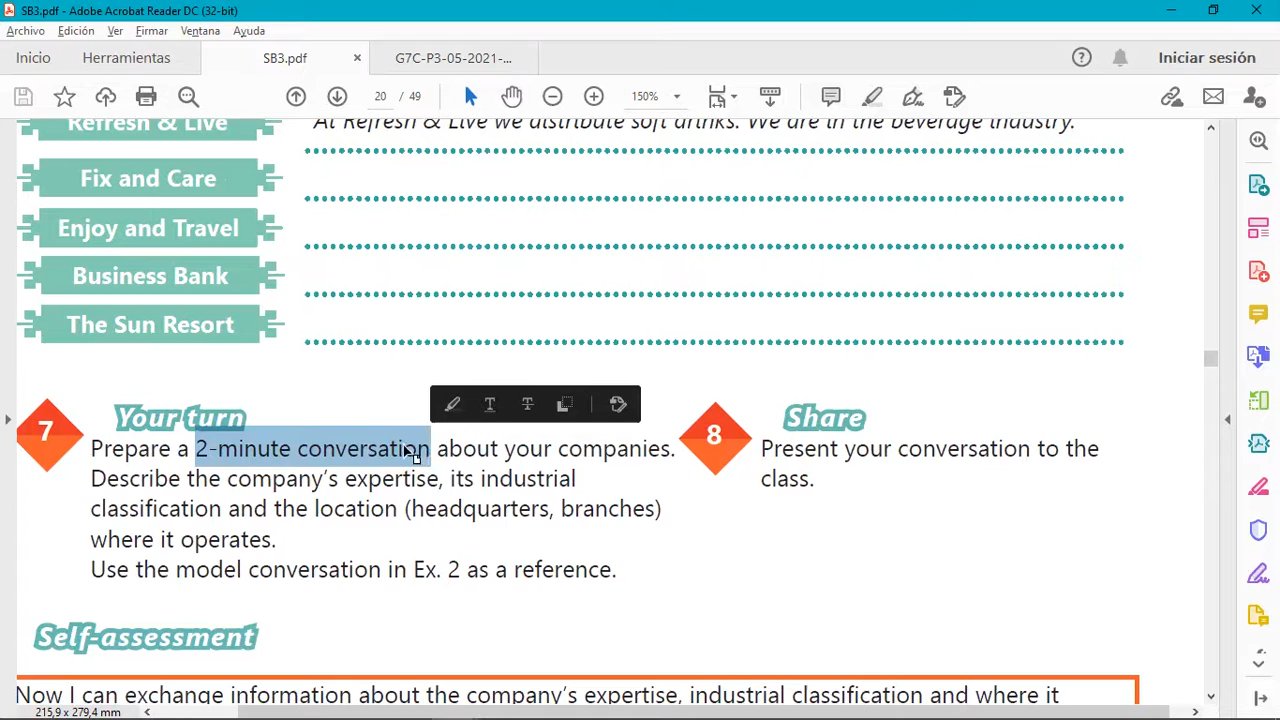 SB3.pdf - Adobe Acrobat Reader DC (32-bit)
Archivo Edición Ver Firmar Ventana Ayuda
Inicio Herramientas SB3.pdf × G7C-P3-05-2021-... Iniciar sesión
20 / 49 150%
Refresh & Live At Refresh & Live we distribute soft drinks. We are in the beverage industry.
Fix and Care
Enjoy and Travel
Business Bank
The Sun Resort
7 Your turn
Prepare a 2-minute conversation about your companies.
Describe the company's expertise, its industrial
classification and the location (headquarters, branches)
where it operates.
Use the model conversation in Ex. 2 as a reference.
8 Share
Present your conversation to the
class.
Self-assessment
Now I can exchange information about the company's expertise, industrial classification and where it
215,9 x 279,4 mm